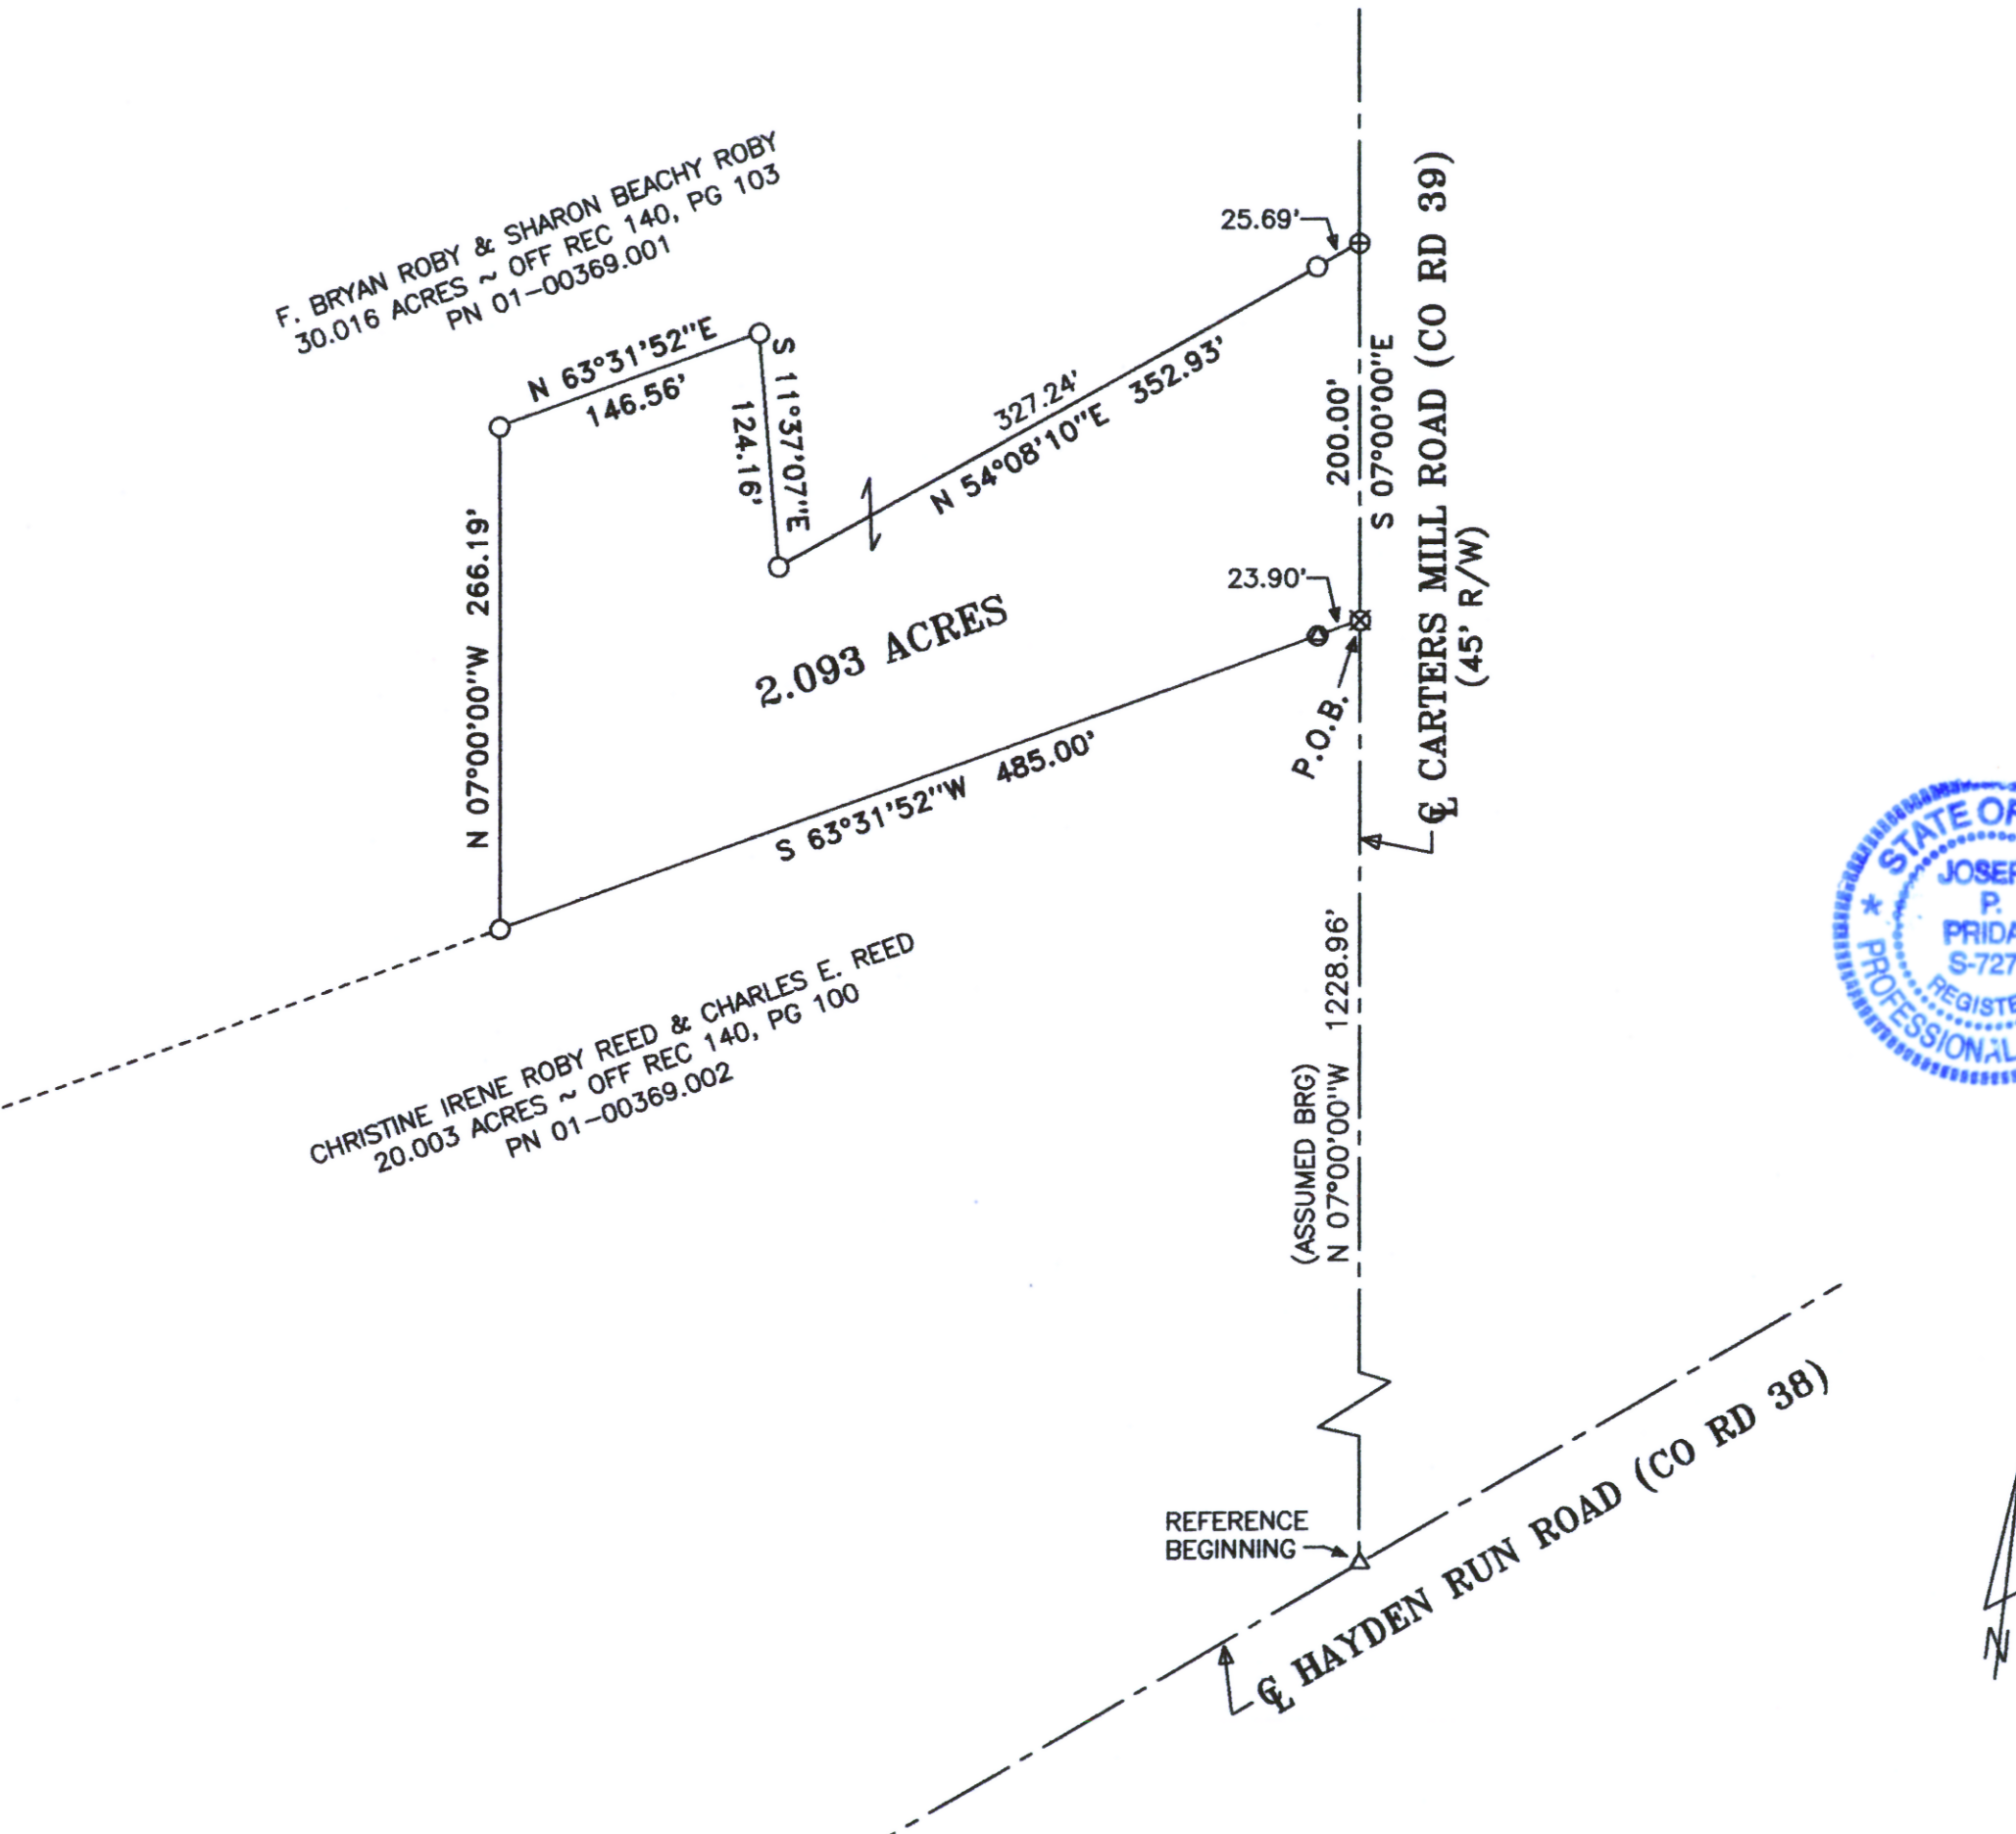 F. BRYAN ROBY & SHARON BEACHY ROBY
30.016 ACRES ~ OFF REC 140, PG 103
PN 01-00369.001
25.69'
N 63°31'52"E
146.56'
S 11°37'07"E
124.16'
327.24'
N 54°08'10"E 352.93'
200.00'
S 07°00'00"E
℄ CARTERS MILL ROAD (CO RD 39)
(45' R/W)
N 07°00'00"W 266.19'
23.90'
2.093 ACRES
P.O.B.
S 63°31'52"W 485.00'
CHRISTINE IRENE ROBY REED & CHARLES E. REED
20.003 ACRES ~ OFF REC 140, PG 100
PN 01-00369.002
(ASSUMED BRG)
N 07°00'00"W 1228.96'
REFERENCE
BEGINNING
℄ HAYDEN RUN ROAD (CO RD 38)
* STATE OF
P.
S-727
PROFESSIONAL
N